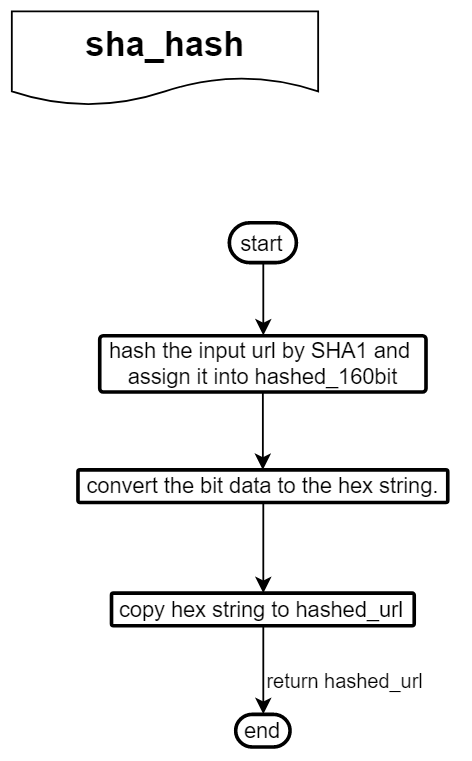 sha_hash
start
hash the input url by SHA1 and
assign it into hashed_160bit
convert the bit data to the hex string.
copy hex string to hashed_url
return hashed_url
end